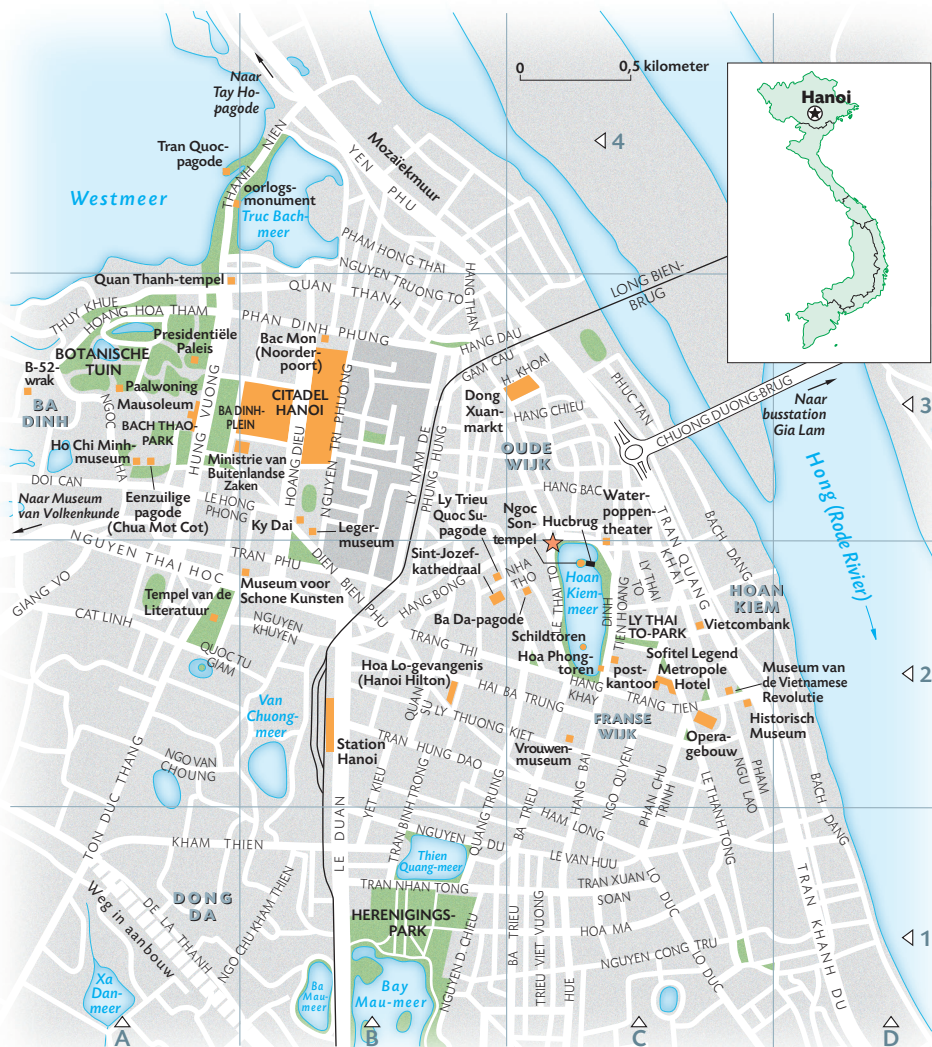 0 0,5 kilometer
Hanoi
Naar
Tay Ho-
pagode
4
Tran Quoc-
pagode
THANH NIEN
Mozaïekmuur
YEN PHU
Westmeer
oorlogs-
monument
Truc Bach-
meer
PHAM HONG THAI
NGUYEN TRUONG TO
HANG THAN
LONG BIEN-
BRUG
Quan Thanh-tempel
QUAN THANH
THUY KHUE
HOANG HOA THAM
PHAN DINH PHUNG
HANG DAU
GAM CAU
H. KHOAI
Presidentiële
Paleis
Bac Mon
(Noorder-
poort)
BOTANISCHE
TUIN
B-52-
wrak
Paalwoning
Mausoleum
CITADEL
HANOI
BA DINH-
PLEIN
BA
DINH
NGOC
HA
BACH THAO-
PARK
HUNG VUONG
HOANG DIEU
NGUYEN TRI PHUONG
Dong
Xuan-
markt
HANG CHIEU
PHUC TAN
CHUONG DUONG-BRUG
Naar
busstation
Gia Lam
3
Ho Chi Minh-
museum
Ministrie van
Buitenlandse
Zaken
LY NAM DE
PHUNG HUNG
OUDE
WIJK
DOI CAN
Naar Museum
van Volkenkunde
Eenzuilige
pagode
(Chua Mot Cot)
LE HONG
PHONG
Ky Dai
Leger-
museum
HANG BAC
Ly Trieu
Quoc Su-
pagode
Ngoc
Son-
tempel
Hucbrug
Water-
poppen-
theater
Hong (Rode Rivier)
BACH DANG
TRAN QUANG
KHAI
NGUYEN THAI HOC
TRAN PHU
DIEN BIEN PHU
Sint-Jozef-
kathedraal
NHA
THO
LE THAI TO
Hoan
Kiem-
meer
DINH
TIEN HOANG
LY THAI
TO
HOAN
KIEM
GIANG VO
CAT LINH
Museum voor
Schone Kunsten
Tempel van de
Literatuur
NGUYEN
KHUYEN
HANG BONG
Ba Da-pagode
LY THAI
TO-PARK
Vietcombank
QUOC TU
GIAM
TRANG THI
Schildtoren
Hoa Phong-
toren
post-
kantoor
Sofitel Legend
Metropole
Hotel
Museum van
de Vietnamese
Revolutie
2
Hoa Lo-gevangenis
(Hanoi Hilton)
HAI BA TRUNG
HANG
KHAY
TRANG TIEN
Historisch
Museum
Van
Chuong-
meer
QUAN
SU
LY THUONG KIET
FRANSE
WIJK
Opera-
gebouw
Station
Hanoi
TRAN HUNG DAO
Vrouwen-
museum
TON DUC THANG
NGO VAN
CHOUNG
YET KIEU
TRAN BINH TRONG
QUANG TRUNG
BA TRIEU
HANG BAI
NGO QUYEN
PHAN CHU
TRINH
LE THANH TONG
PHAM
NGU LAO
BACH DANG
LE DUAN
NGUYEN DU
HAM LONG
KHAM THIEN
Thien
Quang-meer
LE VAN HUU
TRAN XUAN
SOAN
LO DUC
TRAN NHAN TONG
DONG
DA
Weg in aanbouw
DE LA THANH
NGO CHU KHAM THIEN
HERENIGINGS-
PARK
NGUYEN D. CHIEU
BA TRIEU
TRIEU VIET VUONG
HUE
HOA MA
NGUYEN CONG TRU
LO DUC
TRAN KHANH DU
1
Xa
Dan-
meer
Ba
Mau-
meer
Bay
Mau-meer
A B C D